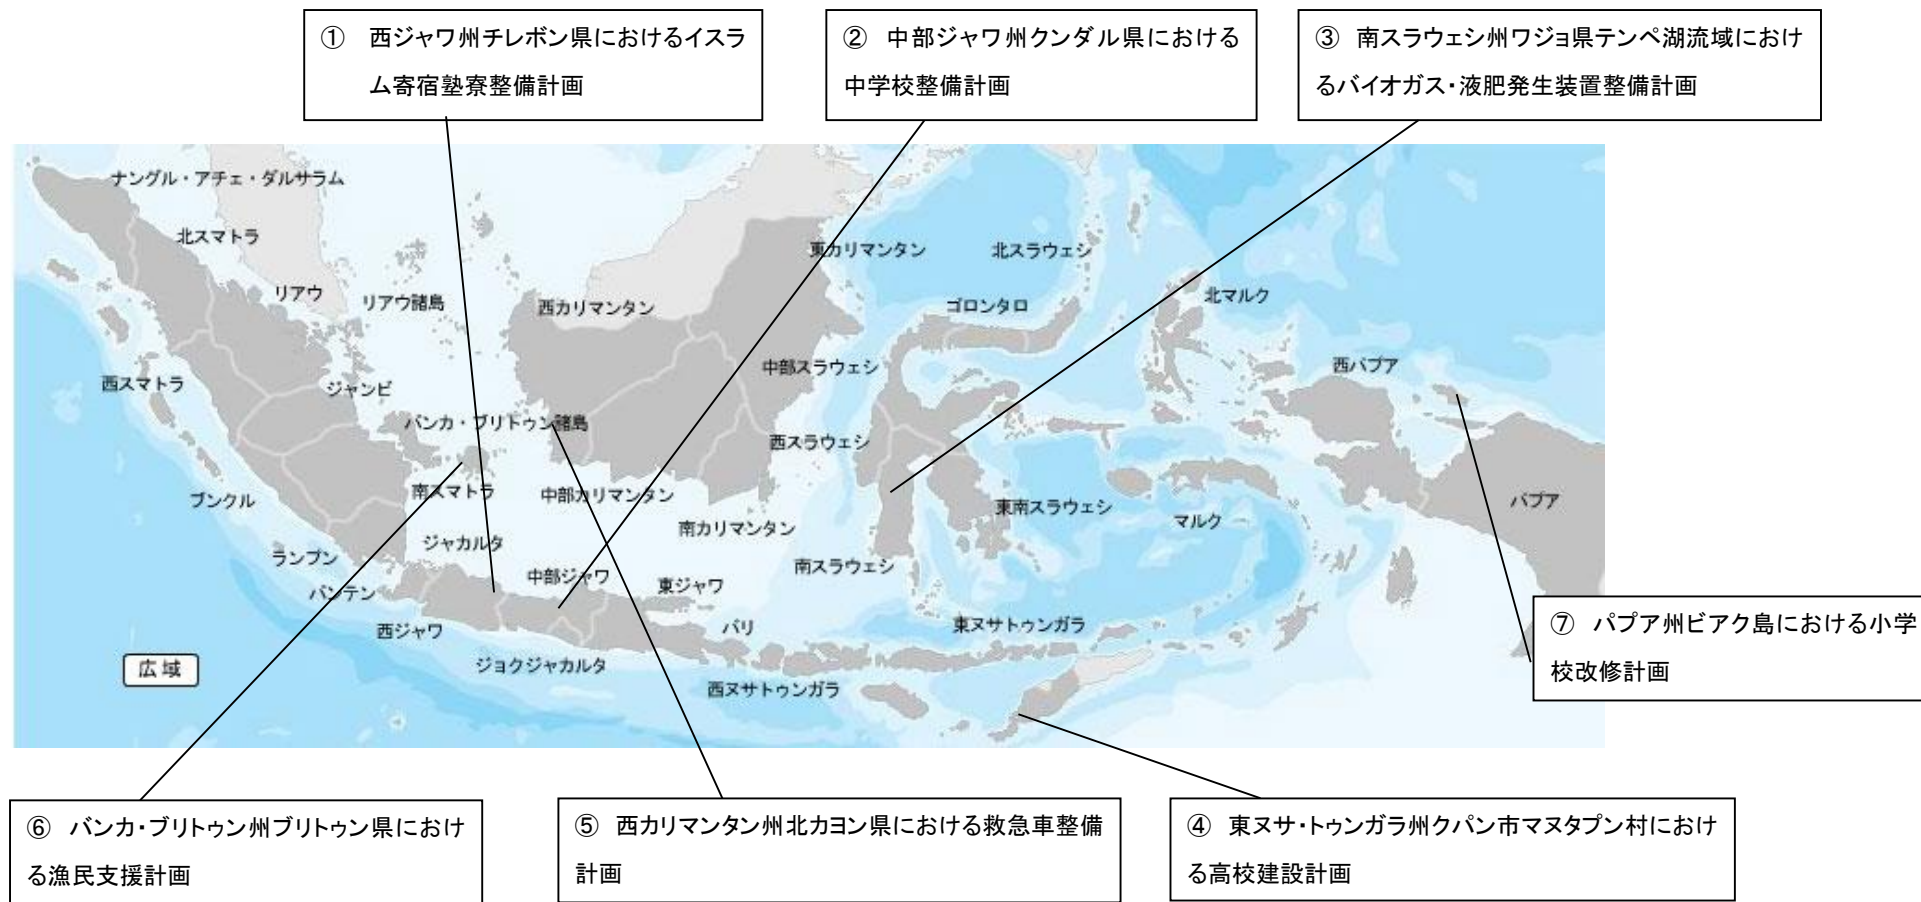 ① 西ジャワ州チレボン県におけるイスラ
ム寄宿塾寮整備計画
② 中部ジャワ州クンダル県における
中学校整備計画
③ 南スラウェシ州ワジョ県テンペ湖流域におけ
るバイオガス・液肥発生装置整備計画
ナングル・アチェ・ダルサラム
北スマトラ
東カリマンタン
北スラウェシ
リアウ
リアウ諸島
西カリマンタン
ゴロンタロ
北マルク
西スマトラ
ジャンビ
中部スラウェシ
西パプア
バンカ・ブリトゥン諸島
西スラウェシ
ブンクル
南スマトラ
中部カリマンタン
南カリマンタン
東南スラウェシ
マルク
パプア
ランプン
ジャカルタ
バンテン
中部ジャワ
東ジャワ
南スラウェシ
西ジャワ
バリ
東ヌサトゥンガラ
広域
ジョクジャカルタ
西ヌサトゥンガラ
⑦ パプア州ビアク島における小学
校改修計画
⑥ バンカ・ブリトゥン州ブリトゥン県におけ
る漁民支援計画
⑤ 西カリマンタン州北カヨン県における救急車整備
計画
④ 東ヌサ・トゥンガラ州クパン市マヌタプン村におけ
る高校建設計画